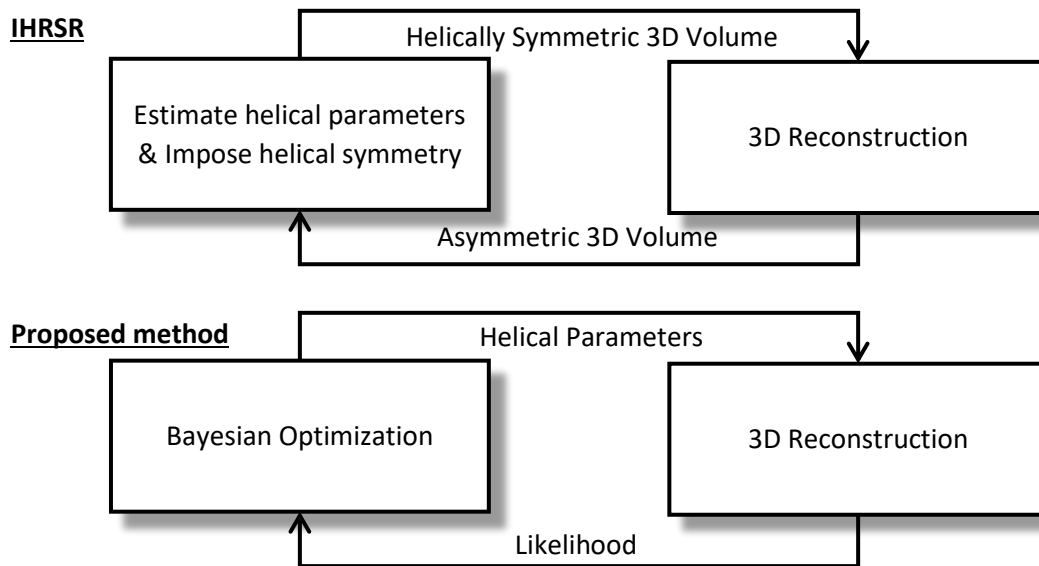 IHRSR
Helically Symmetric 3D Volume
Estimate helical parameters
& Impose helical symmetry
3D Reconstruction
Asymmetric 3D Volume
Proposed method
Helical Parameters
Bayesian Optimization
3D Reconstruction
Likelihood